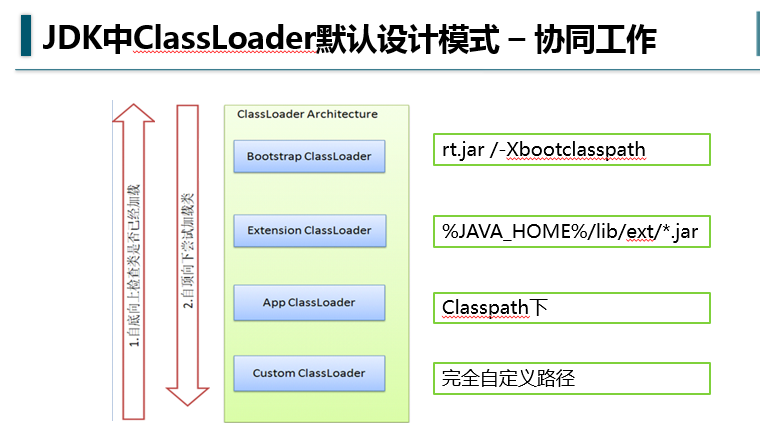 JDK中ClassLoader默认设计模式 – 协同工作
1.自底向上检查类是否已经加载
2.自顶向下尝试加载类
ClassLoader Architecture
Bootstrap ClassLoader
rt.jar /-Xbootclasspath
Extension ClassLoader
%JAVA_HOME%/lib/ext/*.jar
App ClassLoader
Classpath下
Custom ClassLoader
完全自定义路径